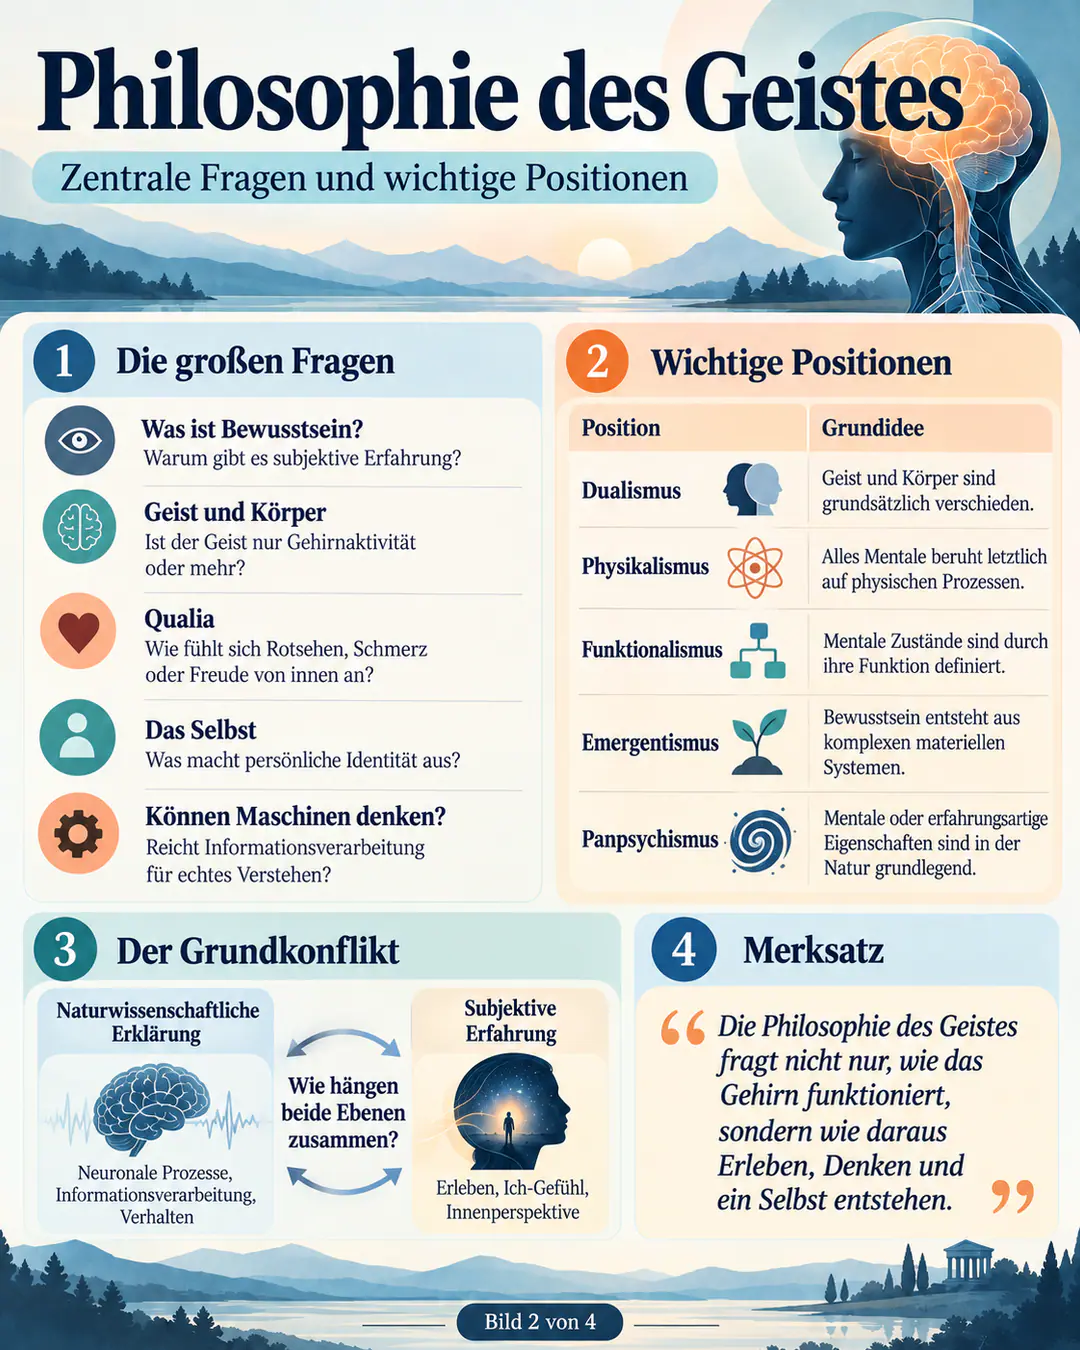 Philosophie des Geistes
Zentrale Fragen und wichtige Positionen
1 Die großen Fragen
Was ist Bewusstsein?
Warum gibt es subjektive Erfahrung?
Geist und Körper
Ist der Geist nur Gehirnaktivität
oder mehr?
Qualia
Wie fühlt sich Rotsehen, Schmerz
oder Freude von innen an?
Das Selbst
Was macht persönliche Identität aus?
Können Maschinen denken?
Reicht Informationsverarbeitung
für echtes Verstehen?
2 Wichtige Positionen
Position Grundidee
Dualismus
Geist und Körper sind
grundsätzlich verschieden.
Physikalismus
Alles Mentale beruht letztlich
auf physischen Prozessen.
Funktionalismus
Mentale Zustände sind durch
ihre Funktion definiert.
Emergentismus
Bewusstsein entsteht aus
komplexen materiellen
Systemen.
Panpsychismus
Mentale oder erfahrungsartige
Eigenschaften sind in der
Natur grundlegend.
3 Der Grundkonflikt
Naturwissenschaftliche
Erklärung
Neuronale Prozesse,
Informationsverarbeitung,
Verhalten
Wie hängen
beide Ebenen
zusammen?
Subjektive
Erfahrung
Erleben, Ich-Gefühl,
Innenperspektive
4 Merksatz
“Die Philosophie des Geistes
fragt nicht nur, wie das
Gehirn funktioniert,
sondern wie daraus
Erleben, Denken und
ein Selbst entstehen.”
Bild 2 von 4